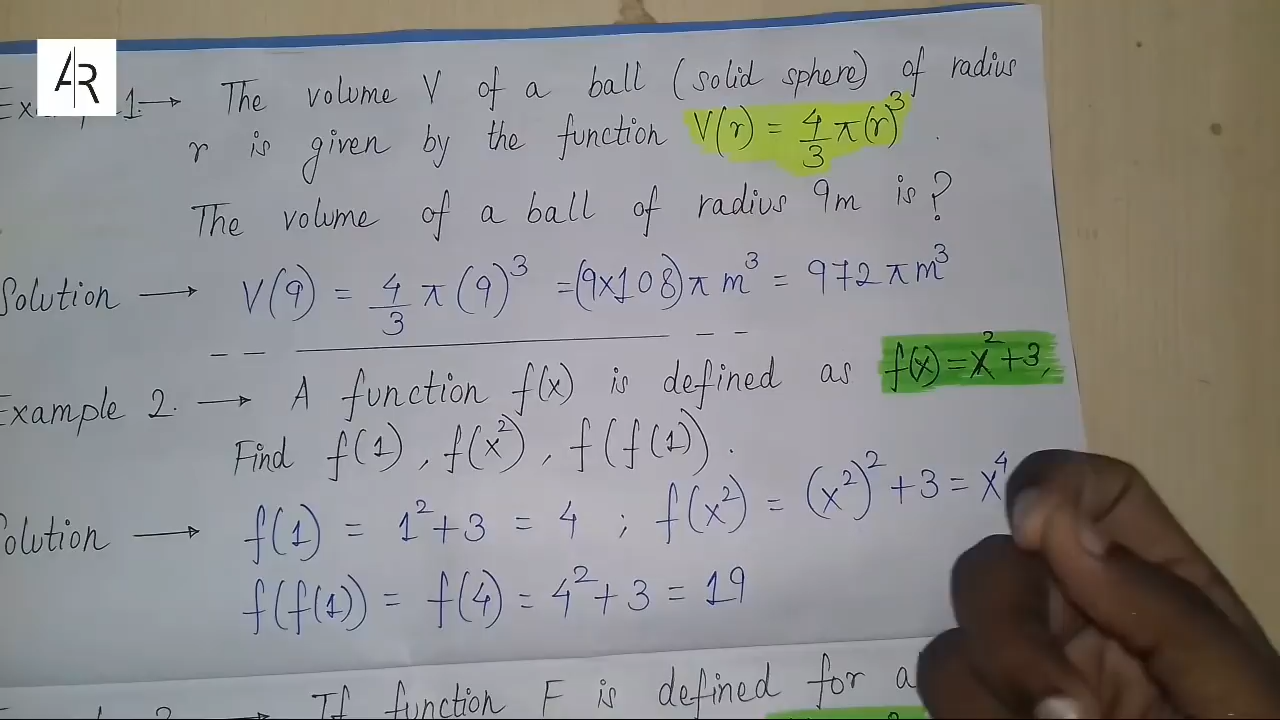 AR
Example 1. → The volume V of a ball (solid sphere) of radius
r is given by the function V(r) = 4/3 π(r)³.
The volume of a ball of radius 9m is?
Solution → V(9) = 4/3 π(9)³ = (9×108)π m³ = 972πm³
Example 2. → A function f(x) is defined as f(x) = x²+3,
Find f(1), f(x²), f(f(1)).
Solution → f(1) = 1²+3 = 4 ; f(x²) = (x²)²+3 = x⁴
f(f(1)) = f(4) = 4²+3 = 19
→ If function F is defined for